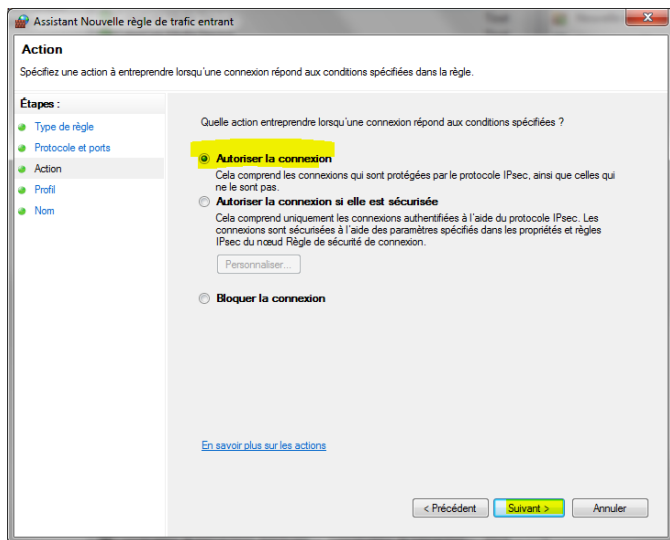 Assistant Nouvelle règle de trafic entrant
Action
Spécifiez une action à entreprendre lorsqu'une connexion répond aux conditions spécifiées dans la règle.
Étapes :
Type de règle
Protocole et ports
Action
Profil
Nom
Quelle action entreprendre lorsqu'une connexion répond aux conditions spécifiées ?
Autoriser la connexion
Cela comprend les connexions qui sont protégées par le protocole IPsec, ainsi que celles qui
ne le sont pas.
Autoriser la connexion si elle est sécurisée
Cela comprend uniquement les connexions authentifiées à l'aide du protocole IPsec. Les
connexions sont sécurisées à l'aide des paramètres spécifiés dans les propriétés et règles
IPsec du nœud Règle de sécurité de connexion.
Personnaliser...
Bloquer la connexion
En savoir plus sur les actions
< Précédent
Suivant >
Annuler